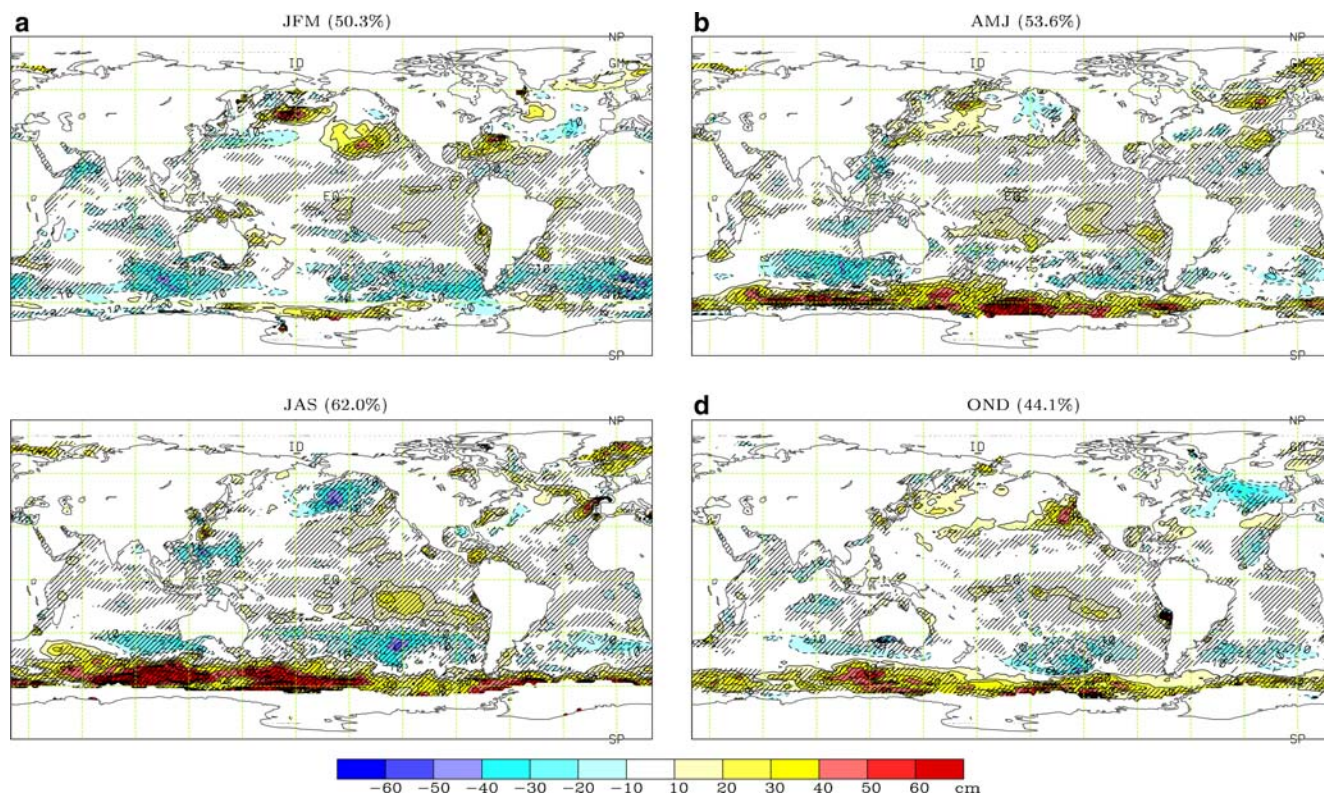 a
JFM (50.3%)
NP
GM
ID
EQ
SP
b
AMJ (53.6%)
NP
GM
ID
EQ
SP
JAS (62.0%)
NP
ID
EQ
SP
d
OND (44.1%)
NP
ID
EQ
SP
−60 −50 −40 −30 −20 −10 10 20 30 40 50 60 cm